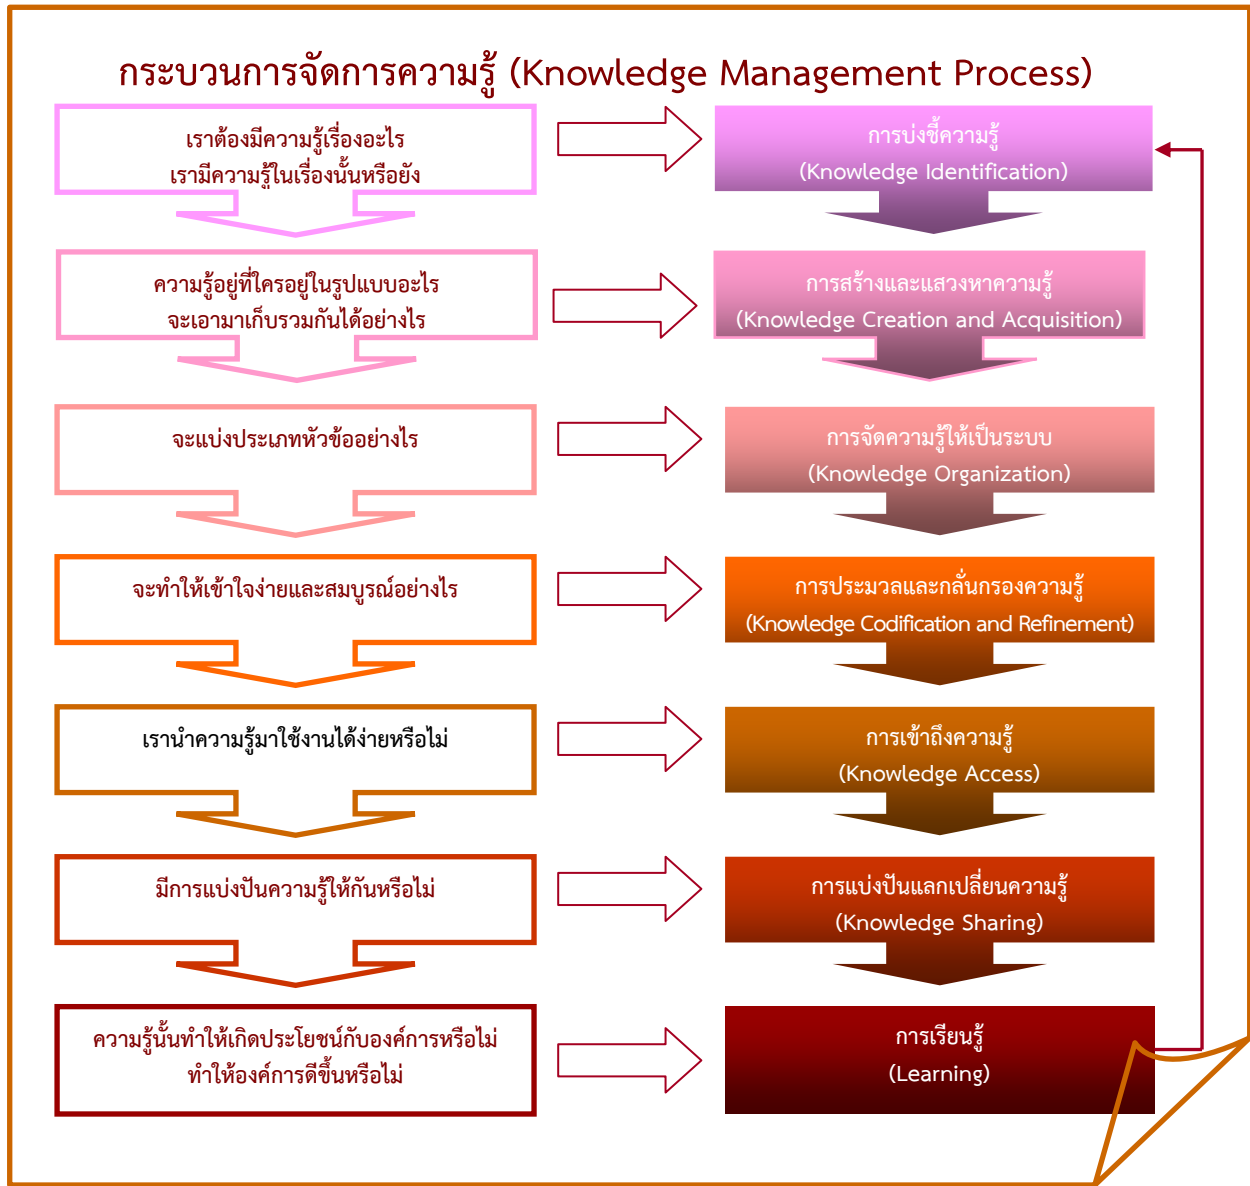 กระบวนการจัดการความรู้ (Knowledge Management Process)
เราต้องมีความรู้เรื่องอะไร
เรามีความรู้ในเรื่องนั้นหรือยัง
การบ่งชี้ความรู้
(Knowledge Identification)
ความรู้อยู่ที่ใครอยู่ในรูปแบบอะไร
จะเอามาเก็บรวมกันได้อย่างไร
การสร้างและแสวงหาความรู้
(Knowledge Creation and Acquisition)
จะแบ่งประเภทหัวข้ออย่างไร
การจัดความรู้ให้เป็นระบบ
(Knowledge Organization)
จะทำให้เข้าใจง่ายและสมบูรณ์อย่างไร
การประมวลและกลั่นกรองความรู้
(Knowledge Codification and Refinement)
เรานำความรู้มาใช้งานได้ง่ายหรือไม่
การเข้าถึงความรู้
(Knowledge Access)
มีการแบ่งปันความรู้ให้กันหรือไม่
การแบ่งปันแลกเปลี่ยนความรู้
(Knowledge Sharing)
ความรู้นั้นทำให้เกิดประโยชน์กับองค์การหรือไม่
ทำให้องค์การดีขึ้นหรือไม่
การเรียนรู้
(Learning)